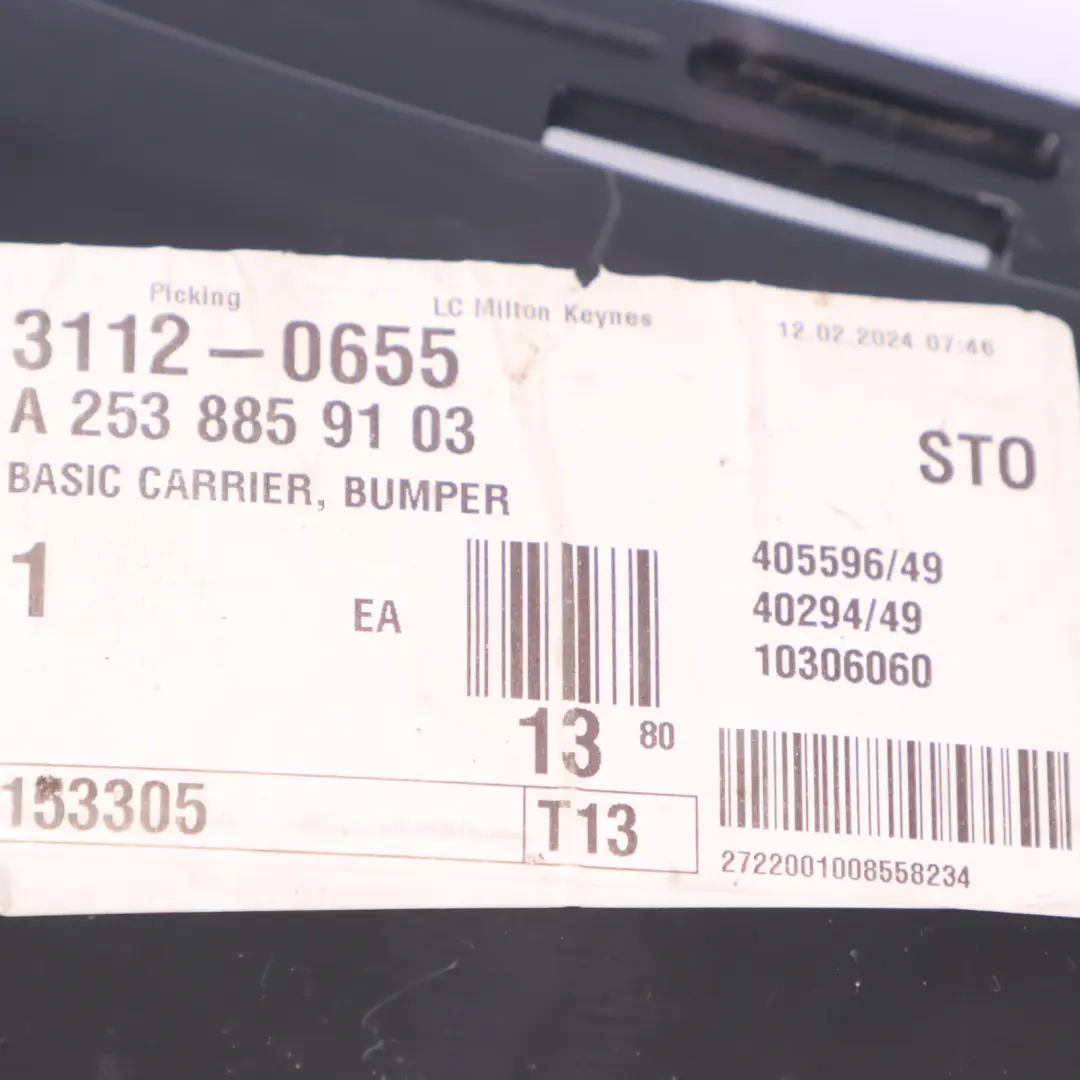 Picking LC Milton Keynes 12.02.2024 07:46
3112-0655
A 253 885 91 03
STO
BASIC CARRIER, BUMPER
1 EA
405596/49
40294/49
10306060
13 80
153305 T13
2722001008558234